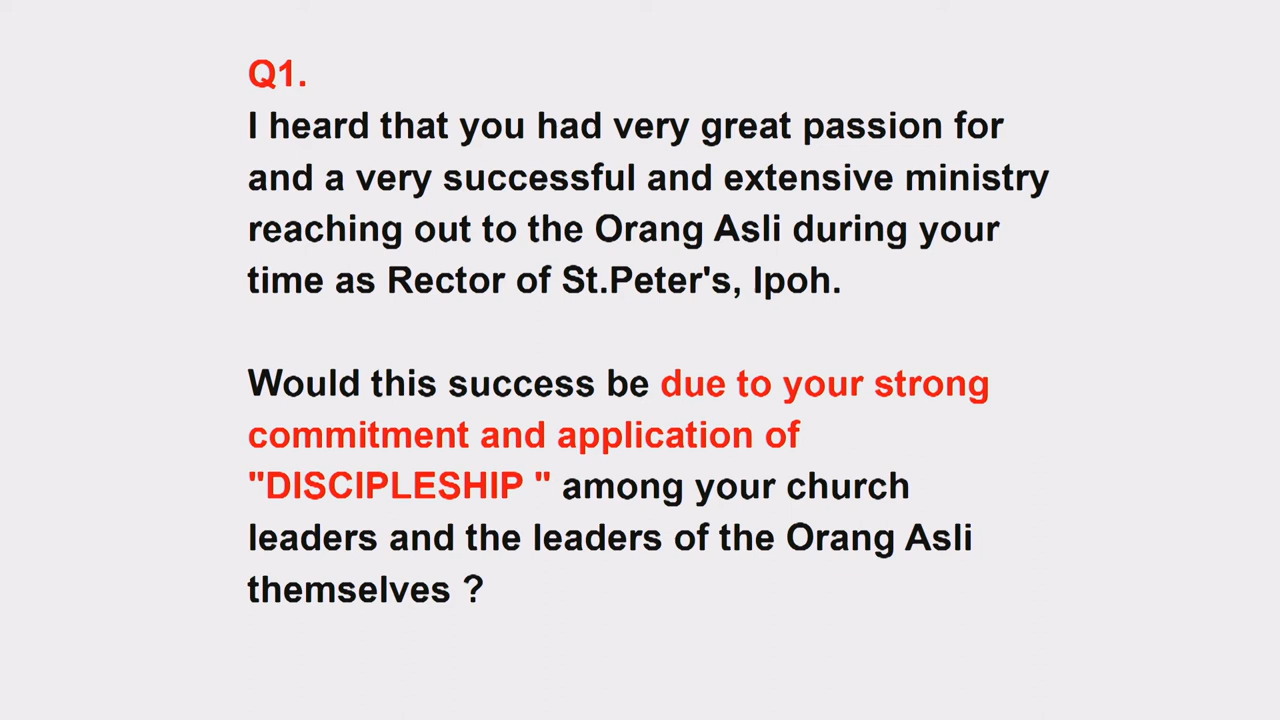 Q1.
I heard that you had very great passion for
and a very successful and extensive ministry
reaching out to the Orang Asli during your
time as Rector of St.Peter's, Ipoh.
Would this success be due to your strong
commitment and application of
"DISCIPLESHIP " among your church
leaders and the leaders of the Orang Asli
themselves ?